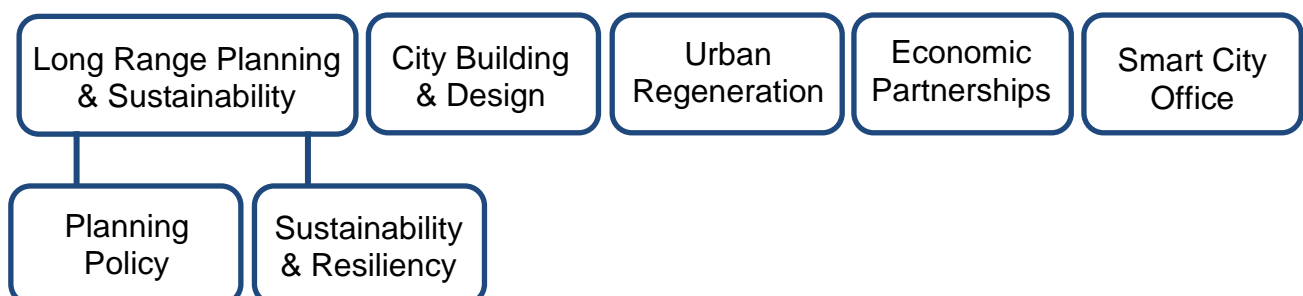 Long Range Planning
& Sustainability
City Building
& Design
Urban
Regeneration
Economic
Partnerships
Smart City
Office
Planning
Policy
Sustainability
& Resiliency